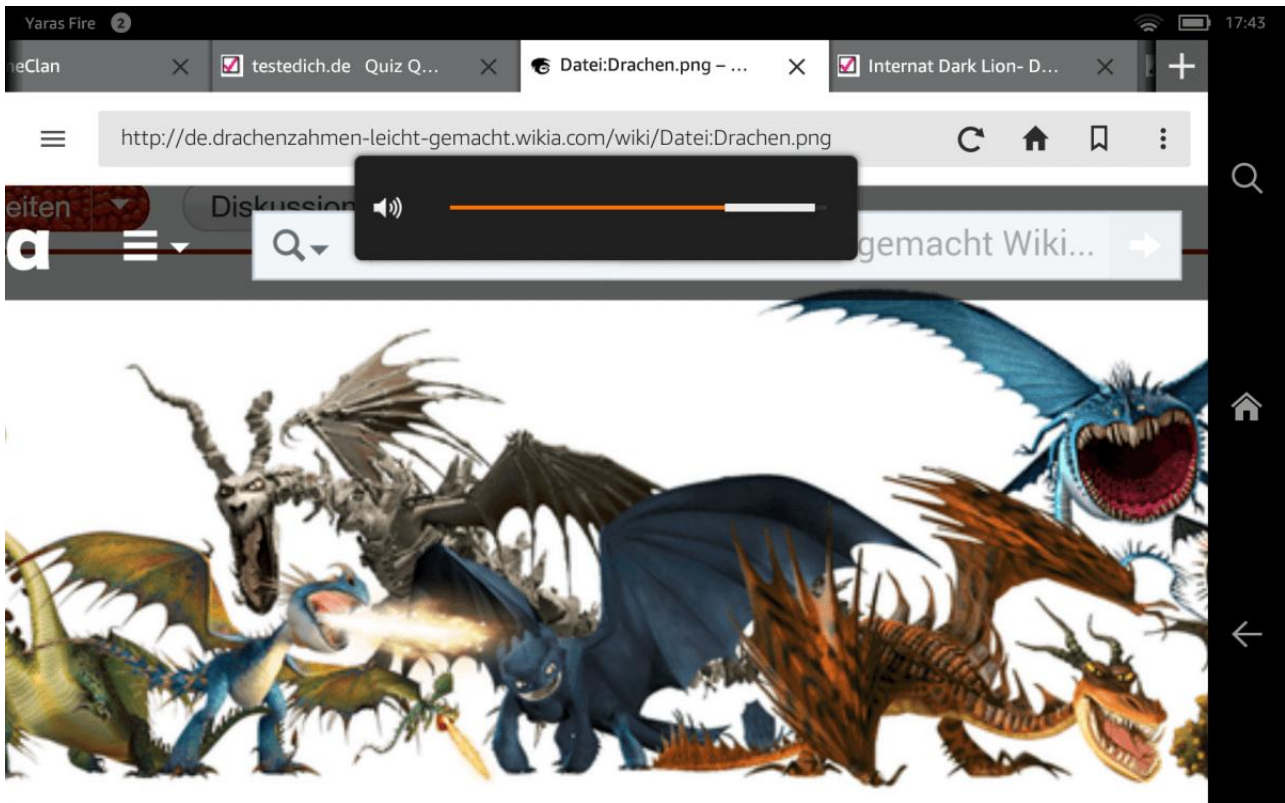 Yaras Fire 2 17:43
neClan testedich.de Quiz Q... Datei:Drachen.png – ... Internat Dark Lion- D...
http://de.drachenzahmen-leicht-gemacht.wikia.com/wiki/Datei:Drachen.png
eiten Diskussion
a gemacht Wiki...